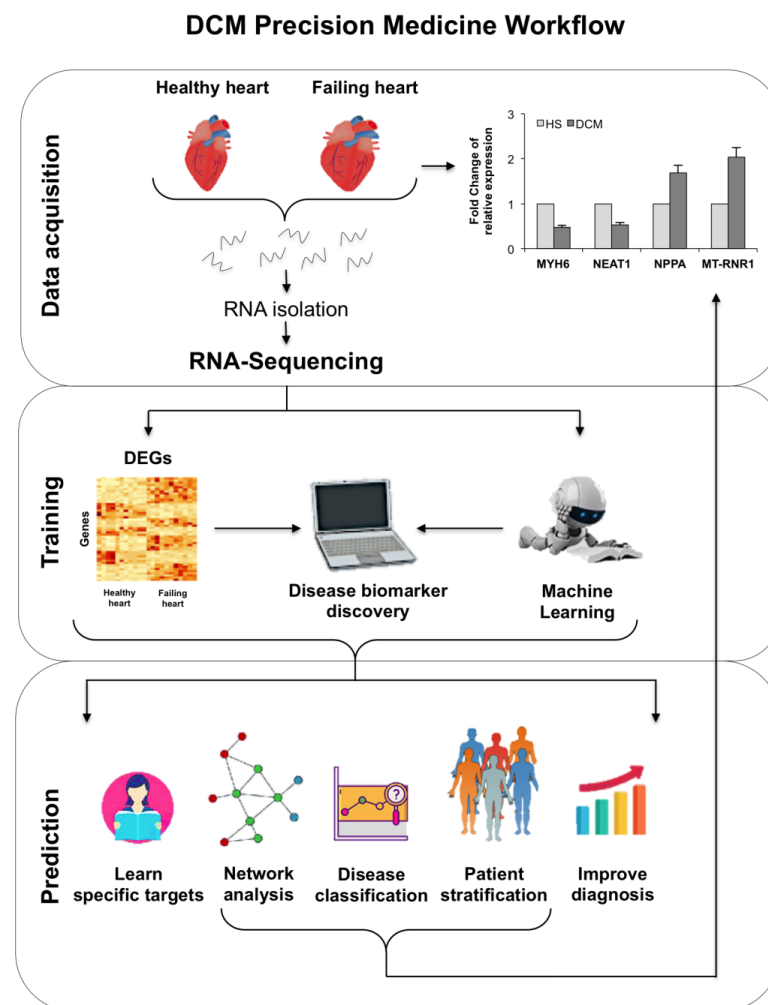 DCM Precision Medicine Workflow
Data acquisition
Healthy heart
Failing heart
RNA isolation
RNA-Sequencing
Fold Change of
relative expression
3
2
1
0
HS
DCM
MYH6
NEAT1
NPPA
MT-RNR1
Training
DEGs
Genes
Healthy
heart
Failing
heart
Disease biomarker
discovery
Machine
Learning
Prediction
?
Learn
specific targets
Network
analysis
Disease
classification
Patient
stratification
Improve
diagnosis